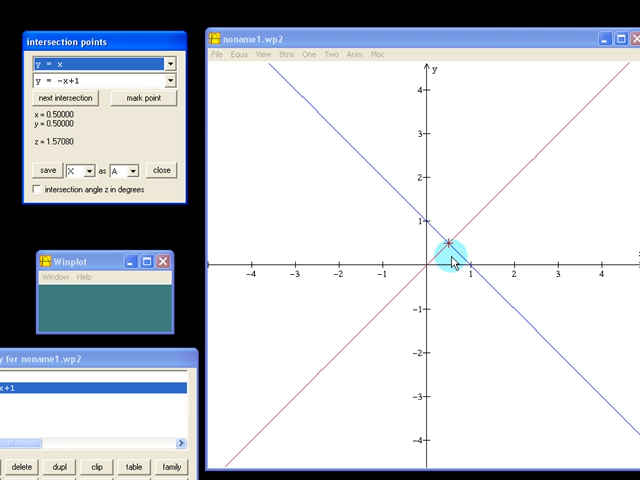 intersection points
y = x
y = -x+1
next intersection
mark point
x = 0.50000
y = 0.50000
z = 1.57080
save
X
as
A
close
intersection angle z in degrees
Winplot
Window Help
y for noname1.wp2
x+1
delete dupl clip table family
noname1.wp2
File Equa View Btns One Two Anim Misc
y
4
3
2
1
-4 -3 -2 -1 1 2 3 4
-1
-2
-3
-4